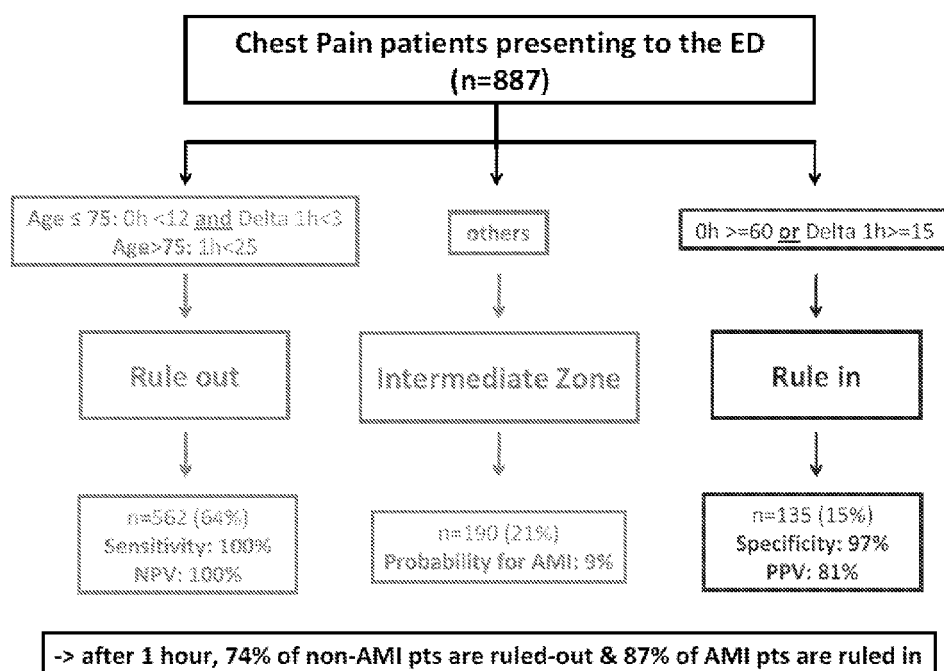 Chest Pain patients presenting to the ED
(n=887)
Age ≤ 75: 0h <12 and Delta 1h<3
Age>75: 1h<25
others
0h >=60 or Delta 1h>=15
Rule out
Intermediate Zone
Rule in
n=562 (64%)
Sensitivity: 100%
NPV: 100%
n=190 (21%)
Probability for AMI: 9%
n=135 (15%)
Specificity: 97%
PPV: 81%
-> after 1 hour, 74% of non-AMI pts are ruled-out & 87% of AMI pts are ruled in